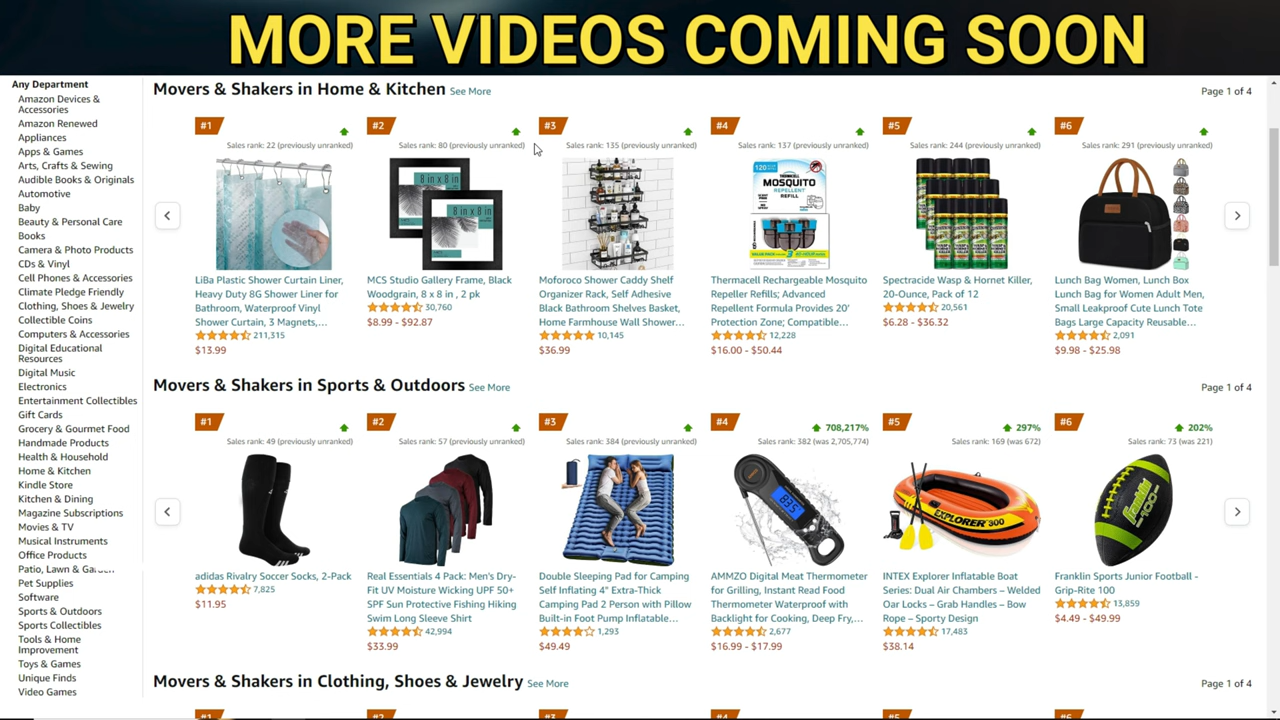 MORE VIDEOS COMING SOON
Any Department
Amazon Devices &
Accessories
Amazon Renewed
Appliances
Apps & Games
Arts, Crafts & Sewing
Audible Books & Originals
Automotive
Baby
Beauty & Personal Care
Books
Camera & Photo Products
CDs & Vinyl
Cell Phones & Accessories
Climate Pledge Friendly
Clothing, Shoes & Jewelry
Collectible Coins
Computers & Accessories
Digital Educational
Resources
Digital Music
Electronics
Entertainment Collectibles
Gift Cards
Grocery & Gourmet Food
Handmade Products
Health & Household
Home & Kitchen
Kindle Store
Kitchen & Dining
Magazine Subscriptions
Movies & TV
Musical Instruments
Office Products
Patio, Lawn & Garden
Pet Supplies
Software
Sports & Outdoors
Sports Collectibles
Tools & Home
Improvement
Toys & Games
Unique Finds
Video Games
Movers & Shakers in Home & Kitchen See More
Page 1 of 4
#1
Sales rank: 22 (previously unranked)
LiBa Plastic Shower Curtain Liner,
Heavy Duty 8G Shower Liner for
Bathroom, Waterproof Vinyl
Shower Curtain, 3 Magnets,...
211,315
$13.99
#2
Sales rank: 80 (previously unranked)
8 in x 8 in
8 in x 8 in
MCS Studio Gallery Frame, Black
Woodgrain, 8 x 8 in , 2 pk
30,760
$8.99 - $92.87
#3
Sales rank: 135 (previously unranked)
Moforoco Shower Caddy Shelf
Organizer Rack, Self Adhesive
Black Bathroom Shelves Basket,
Home Farmhouse Wall Shower...
10,145
$36.99
#4
Sales rank: 137 (previously unranked)
120
THERMACELL
MOSQUITO
REPELLENT
REFILL
Thermacell Rechargeable Mosquito
Repeller Refills; Advanced
Repellent Formula Provides 20'
Protection Zone; Compatible...
12,228
$16.00 - $50.44
#5
Sales rank: 244 (previously unranked)
Spectracide Wasp & Hornet Killer,
20-Ounce, Pack of 12
20,561
$6.28 - $36.32
#6
Sales rank: 291 (previously unranked)
Lunch Bag Women, Lunch Box
Lunch Bag for Women Adult Men,
Small Leakproof Cute Lunch Tote
Bags Large Capacity Reusable...
2,091
$9.98 - $25.98
Movers & Shakers in Sports & Outdoors See More
Page 1 of 4
#1
Sales rank: 49 (previously unranked)
adidas Rivalry Soccer Socks, 2-Pack
7,825
$11.95
#2
Sales rank: 57 (previously unranked)
Real Essentials 4 Pack: Men's Dry-
Fit UV Moisture Wicking UPF 50+
SPF Sun Protective Fishing Hiking
Swim Long Sleeve Shirt
42,994
$33.99
#3
Sales rank: 384 (previously unranked)
Double Sleeping Pad for Camping
Self Inflating 4" Extra-Thick
Camping Pad 2 Person with Pillow
Built-in Foot Pump Inflatable...
1,293
$49.49
#4
708,217%
Sales rank: 382 (was 2,705,774)
AMMZO Digital Meat Thermometer
for Grilling, Instant Read Food
Thermometer Waterproof with
Backlight for Cooking, Deep Fry,...
2,677
$16.99 - $17.99
#5
297%
Sales rank: 169 (was 672)
EXPLORER 300
INTEX Explorer Inflatable Boat
Series: Dual Air Chambers – Welded
Oar Locks – Grab Handles – Bow
Rope – Sporty Design
17,483
$38.14
#6
202%
Sales rank: 73 (was 221)
Franklin Sports Junior Football -
Grip-Rite 100
13,859
$4.49 - $49.99
Movers & Shakers in Clothing, Shoes & Jewelry See More
Page 1 of 4
#1
#2
#3
#4
#5
#6